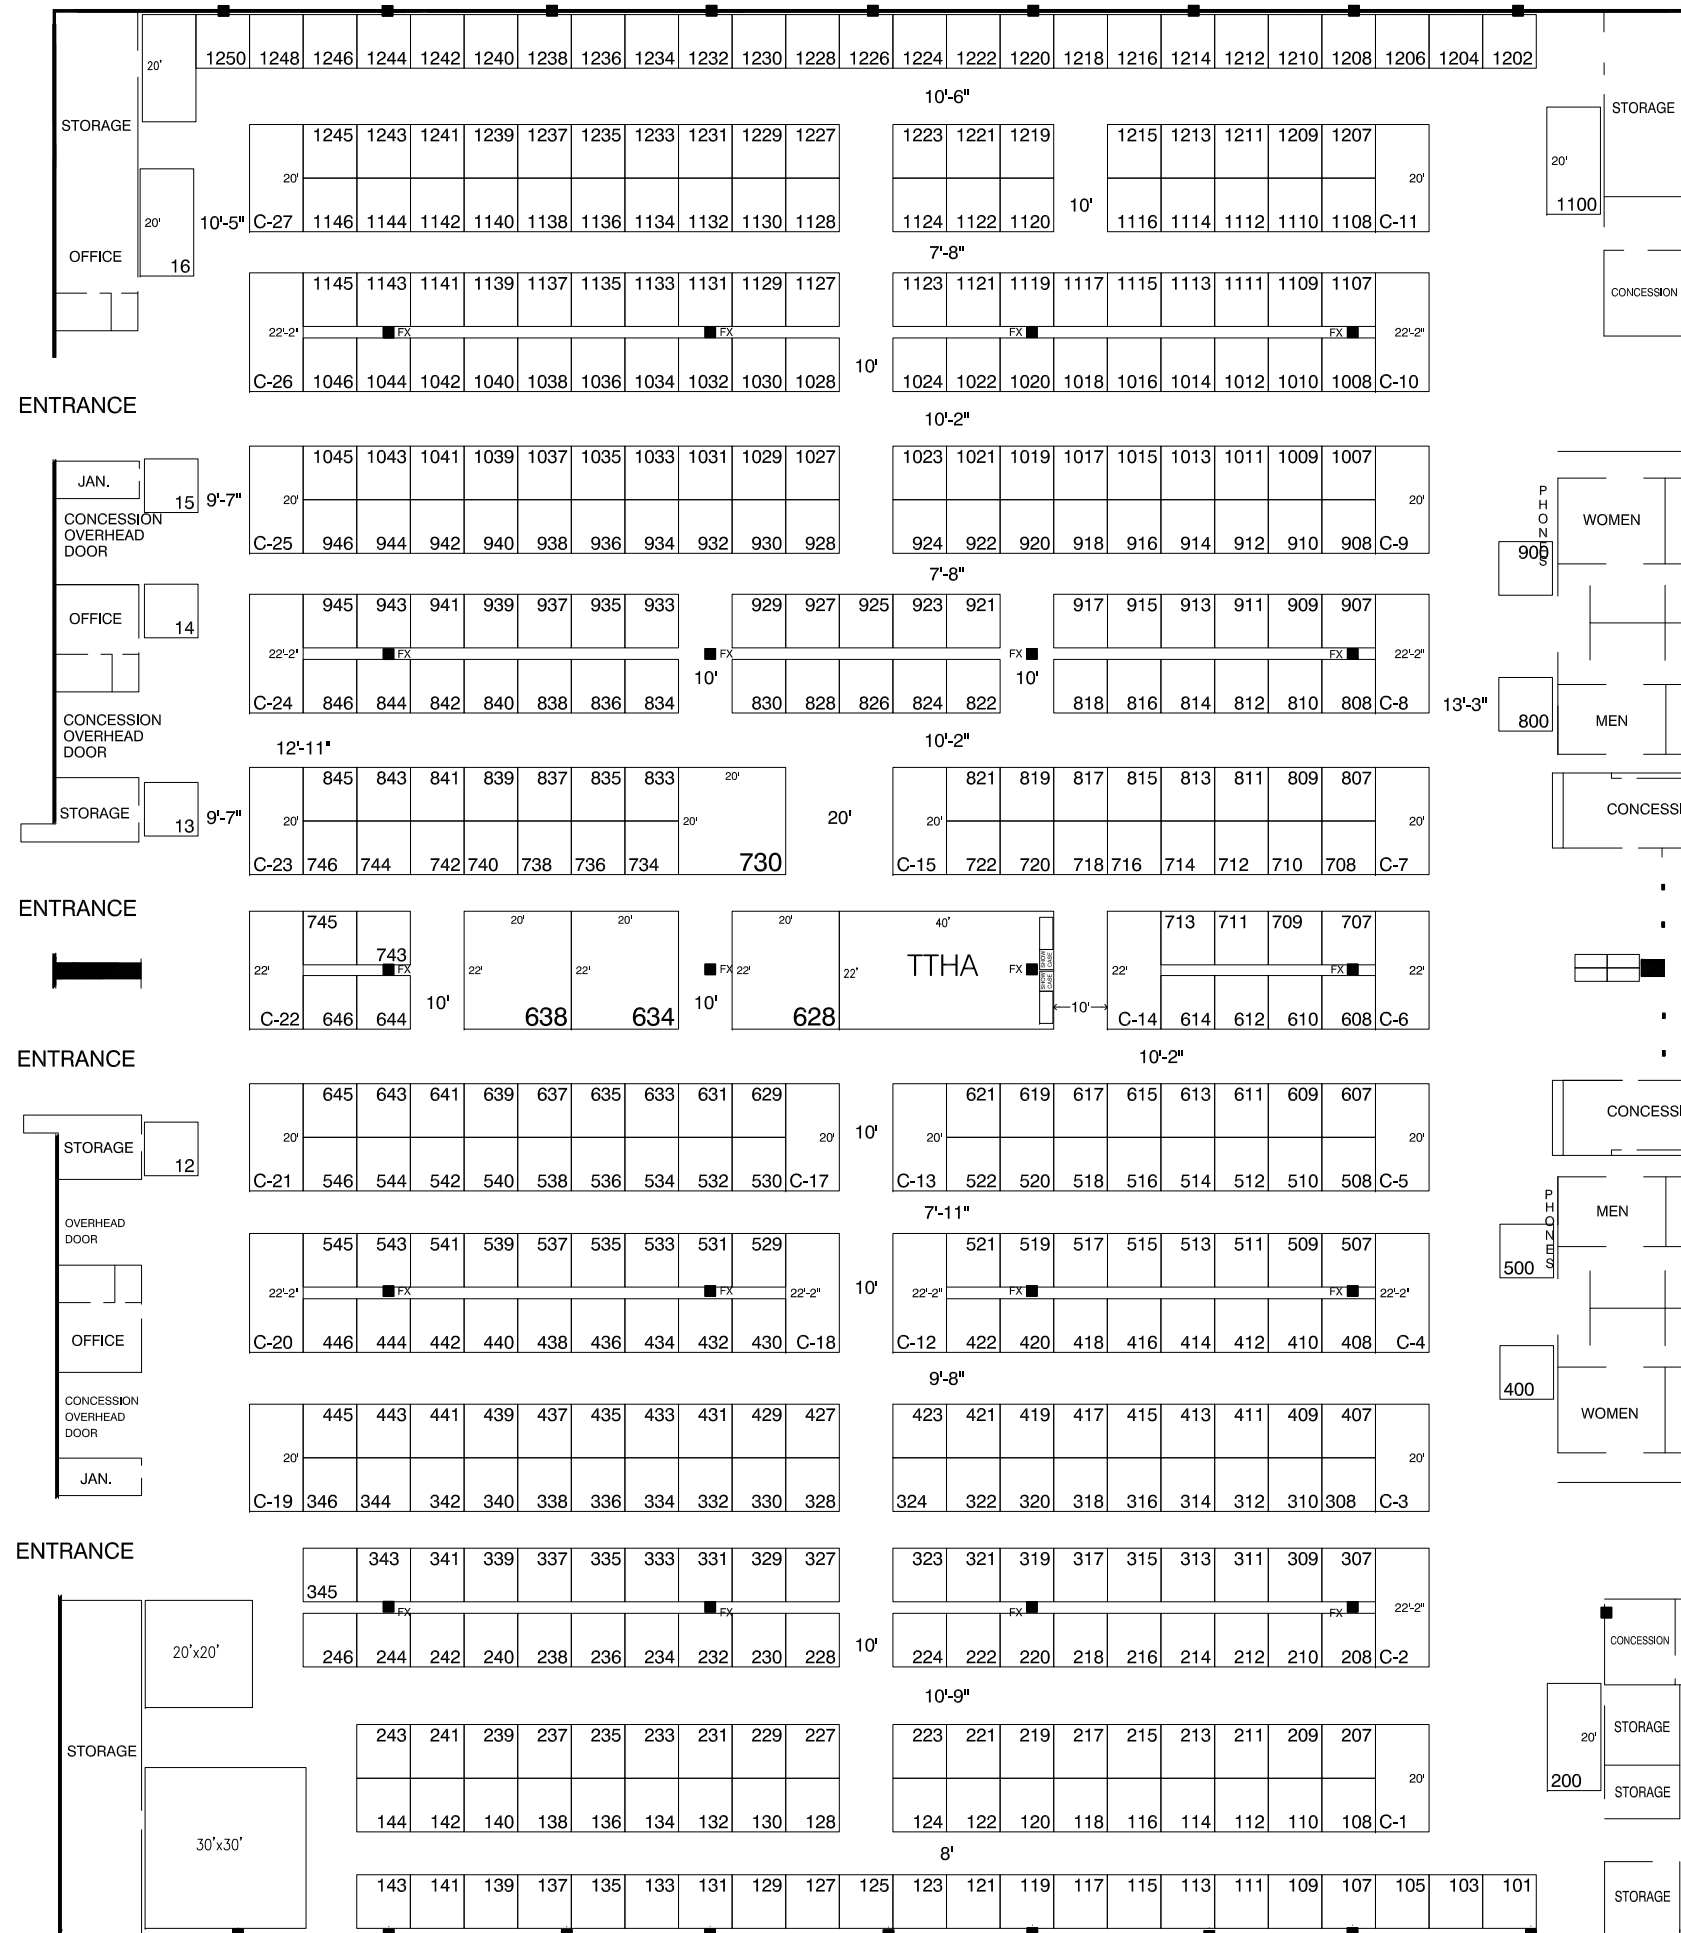 STORAGE
20'
1250 1248 1246 1244 1242 1240 1238 1236 1234 1232 1230 1228 1226 1224 1222 1220 1218 1216 1214 1212 1210 1208 1206 1204 1202
10'-6"
STORAGE
1245 1243 1241 1239 1237 1235 1233 1231 1229 1227 1223 1221 1219 1215 1213 1211 1209 1207
20' 20' 20'
20' 10'-5" 10' 1100
C-27 1146 1144 1142 1140 1138 1136 1134 1132 1130 1128 1124 1122 1120 1116 1114 1112 1110 1108 C-11
OFFICE 16
7'-8"
1145 1143 1141 1139 1137 1135 1133 1131 1129 1127 1123 1121 1119 1117 1115 1113 1111 1109 1107
CONCESSION
22'-2" FX FX FX FX 22'-2"
10'
C-26 1046 1044 1042 1040 1038 1036 1034 1032 1030 1028 1024 1022 1020 1018 1016 1014 1012 1010 1008 C-10
ENTRANCE
10'-2"
1045 1043 1041 1039 1037 1035 1033 1031 1029 1027 1023 1021 1019 1017 1015 1013 1011 1009 1007
JAN.
15 9'-7" 20' 20'
PHONES
WOMEN
CONCESSION
OVERHEAD
DOOR
C-25 946 944 942 940 938 936 934 932 930 928 924 922 920 918 916 914 912 910 908 C-9
900
7'-8"
945 943 941 939 937 935 933 929 927 925 923 921 917 915 913 911 909 907
OFFICE
14
22'-2" FX FX FX FX 22'-2"
10' 10'
C-24 846 844 842 840 838 836 834 830 828 826 824 822 818 816 814 812 810 808 C-8
13'-3"
800
MEN
CONCESSION
OVERHEAD
DOOR
12'-11" 10'-2"
845 843 841 839 837 835 833 20' 821 819 817 815 813 811 809 807
STORAGE
13 9'-7" 20' 20' 20' 20' 20'
C-23 746 744 742 740 738 736 734 730 C-15 722 720 718 716 714 712 710 708 C-7
CONCESSI
ENTRANCE
745 20' 20' 20' 40' 713 711 709 707
743
22' FX 22' 22' FX 22' 22' TTHA FX 22' FX 22'
SHOW CASE
SHOW CASE
10' 10' 10'
C-22 646 644 638 634 628 C-14 614 612 610 608 C-6
ENTRANCE
10'-2"
645 643 641 639 637 635 633 631 629 621 619 617 615 613 611 609 607
CONCESSI
STORAGE
12
20' 20' 10' 20' 20'
C-21 546 544 542 540 538 536 534 532 530 C-17 C-13 522 520 518 516 514 512 510 508 C-5
7'-11"
PHONES
MEN
OVERHEAD
DOOR
545 543 541 539 537 535 533 531 529 521 519 517 515 513 511 509 507
500
22'-2" FX FX 22'-2" 10' 22'-2" FX FX 22'-2"
OFFICE
C-20 446 444 442 440 438 436 434 432 430 C-18 C-12 422 420 418 416 414 412 410 408 C-4
9'-8"
400
WOMEN
CONCESSION
OVERHEAD
DOOR
445 443 441 439 437 435 433 431 429 427 423 421 419 417 415 413 411 409 407
20' 20'
JAN.
C-19 346 344 342 340 338 336 334 332 330 328 324 322 320 318 316 314 312 310 308 C-3
ENTRANCE
343 341 339 337 335 333 331 329 327 323 321 319 317 315 313 311 309 307
345
FX FX FX FX 22'-2"
20'x20'
246 244 242 240 238 236 234 232 230 228 10' 224 222 220 218 216 214 212 210 208 C-2
CONCESSION
10'-9"
243 241 239 237 235 233 231 229 227 223 221 219 217 215 213 211 209 207
STORAGE
STORAGE
20' 20'
200
STORAGE
144 142 140 138 136 134 132 130 128 124 122 120 118 116 114 112 110 108 C-1
30'x30'
8'
143 141 139 137 135 133 131 129 127 125 123 121 119 117 115 113 111 109 107 105 103 101
STORAGE